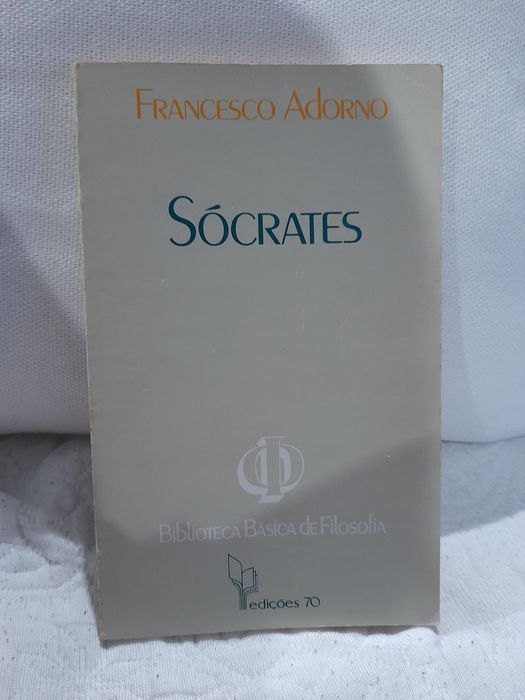 Francesco Adorno
Sócrates
Biblioteca Básica de Filosofia
edições 70